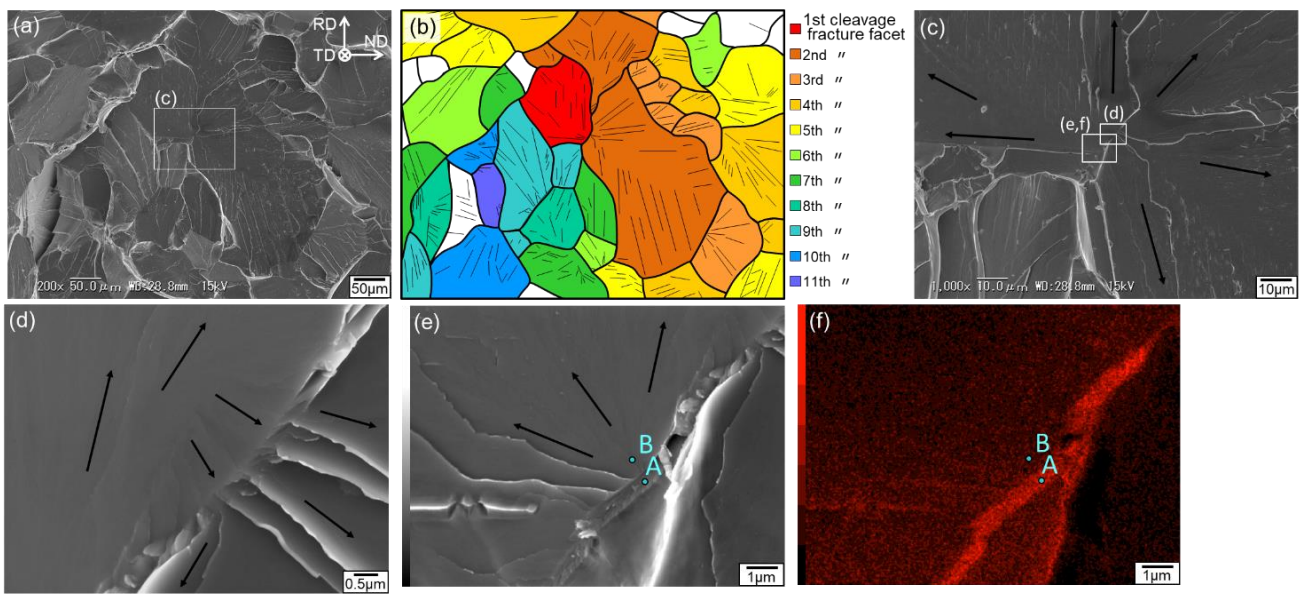 (a)
RD
ND
TD
(c)
200x 50.0μm WD:28.8mm 15kV
50μm
(b)
1st cleavage
fracture facet
2nd 〃
3rd 〃
4th 〃
5th 〃
6th 〃
7th 〃
8th 〃
9th 〃
10th 〃
11th 〃
(c)
(d)
(e,f)
1,000x 10.0μm WD:28.8mm 15kV
10μm
(d)
0.5μm
(e)
B
A
1μm
(f)
B
A
1μm